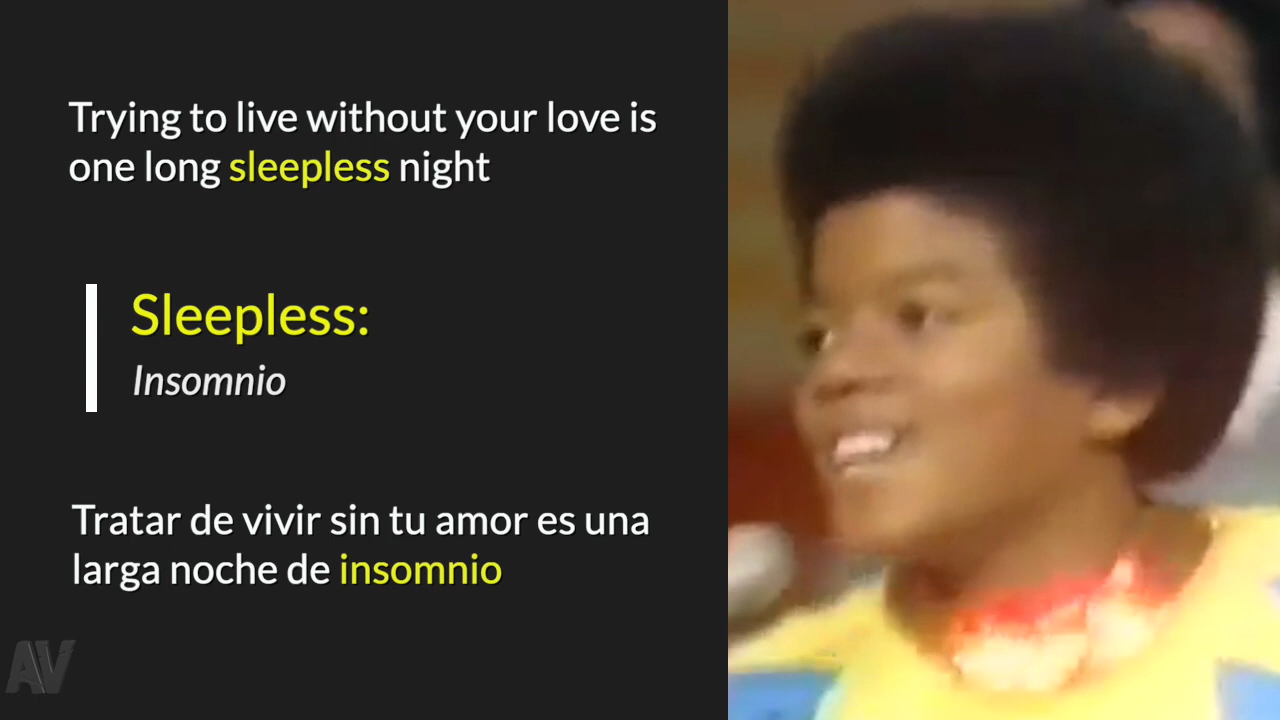 Trying to live without your love is
one long sleepless night
Sleepless:
Insomnio
Tratar de vivir sin tu amor es una
larga noche de insomnio
AV